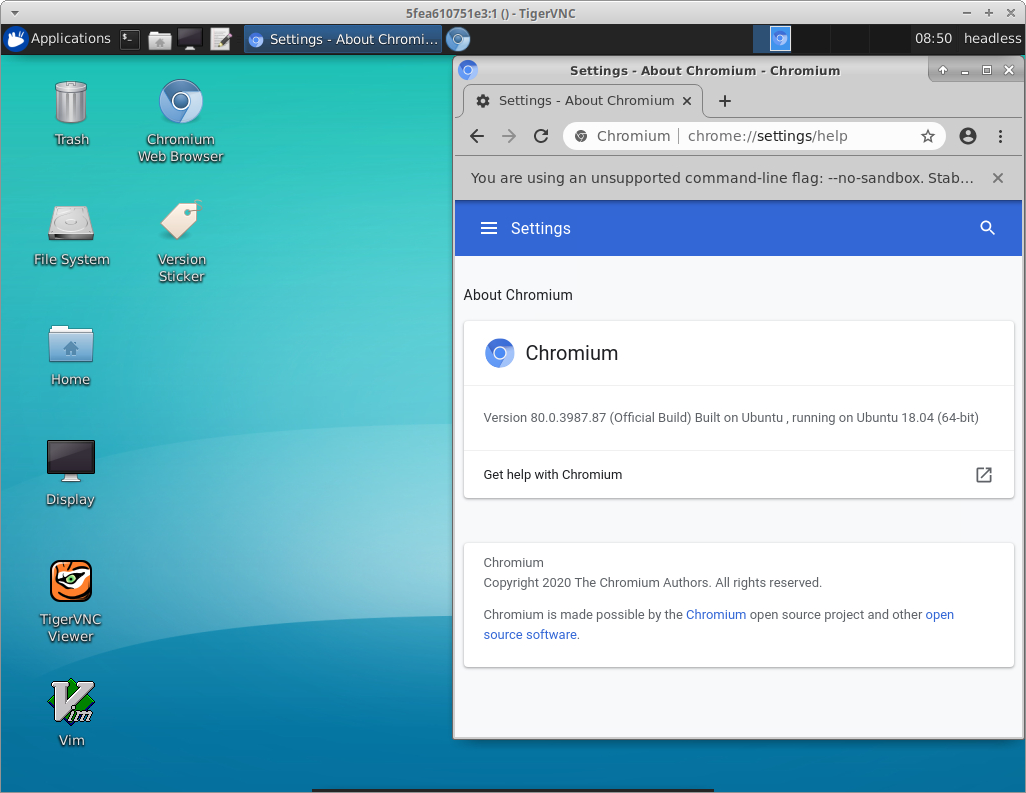 5fea610751e3:1 () - TigerVNC
Applications
Settings - About Chromi...
08:50
headless
Trash
Chromium
Web Browser
File System
Version
Sticker
Home
Display
TigerVNC
Viewer
Vim
Settings - About Chromium - Chromium
Settings - About Chromium
Chromium | chrome://settings/help
You are using an unsupported command-line flag: --no-sandbox. Stab...
Settings
About Chromium
Chromium
Version 80.0.3987.87 (Official Build) Built on Ubuntu , running on Ubuntu 18.04 (64-bit)
Get help with Chromium
Chromium
Copyright 2020 The Chromium Authors. All rights reserved.
Chromium is made possible by the Chromium open source project and other open
source software.